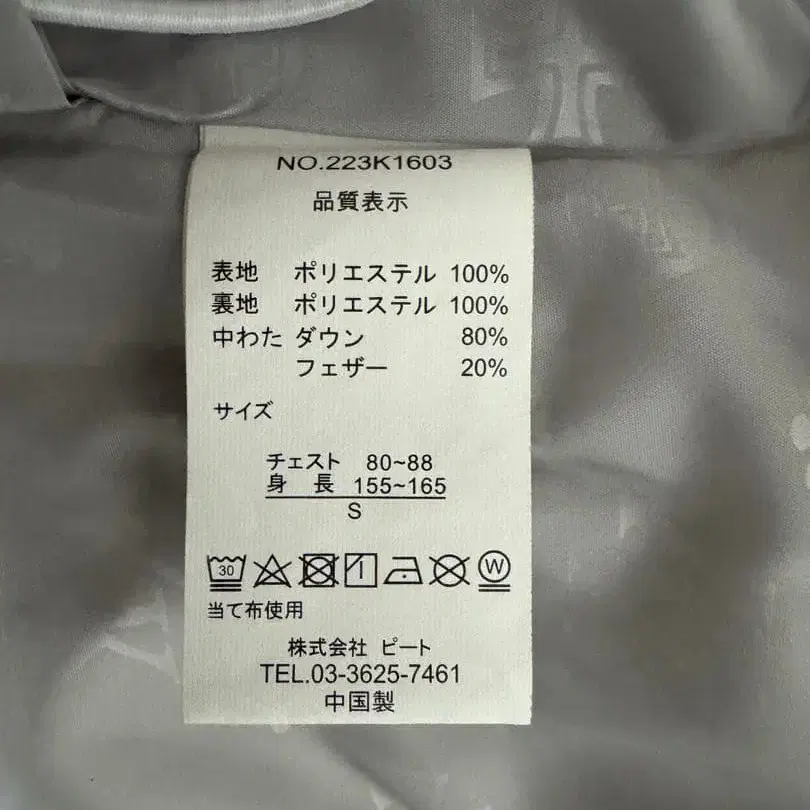 NO.223K1603
品質表示
表地 ポリエステル 100%
裏地 ポリエステル 100%
中わた ダウン 80%
フェザー 20%
サイズ
チェスト 80~88
身 長 155~165
S
30 W
当て布使用
株式会社 ピート
TEL.03-3625-7461
中国製